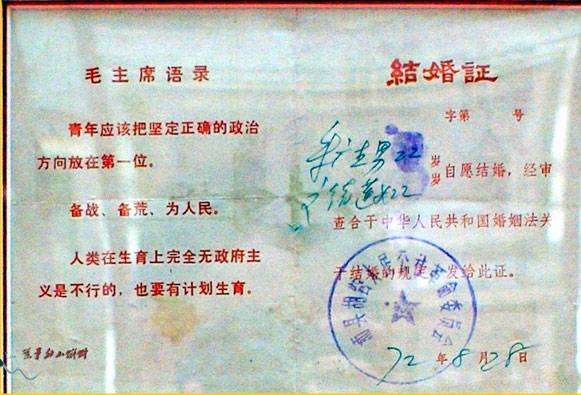 毛主席语录
青年应该把坚定正确的政治
方向放在第一位。
备战、备荒、为人民。
人类在生育上完全无政府主
义是不行的，也要有计划生育。
結婚証
字第 号
男 22 岁
女 22 岁
自愿结婚，经审
查合于中华人民共和国婚姻法关
于结婚的规定 发给此证。
72年8月28日